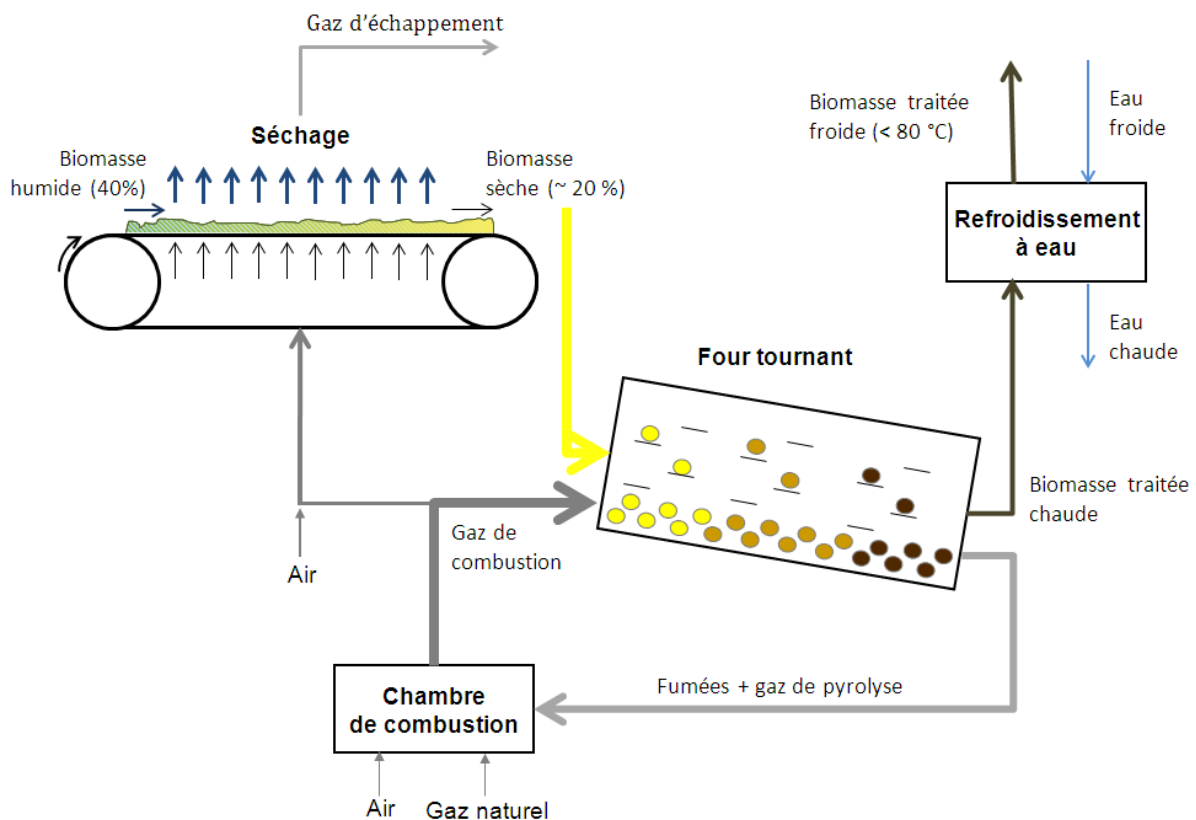 Gaz d'échappement
Séchage
Biomasse
humide (40%)
Biomasse
sèche (~ 20 %)
Biomasse traitée
froide (< 80 °C)
Eau
froide
Refroidissement
à eau
Eau
chaude
Four tournant
Biomasse traitée
chaude
Gaz de
combustion
Air
Fumées + gaz de pyrolyse
Chambre
de combustion
Air
Gaz naturel